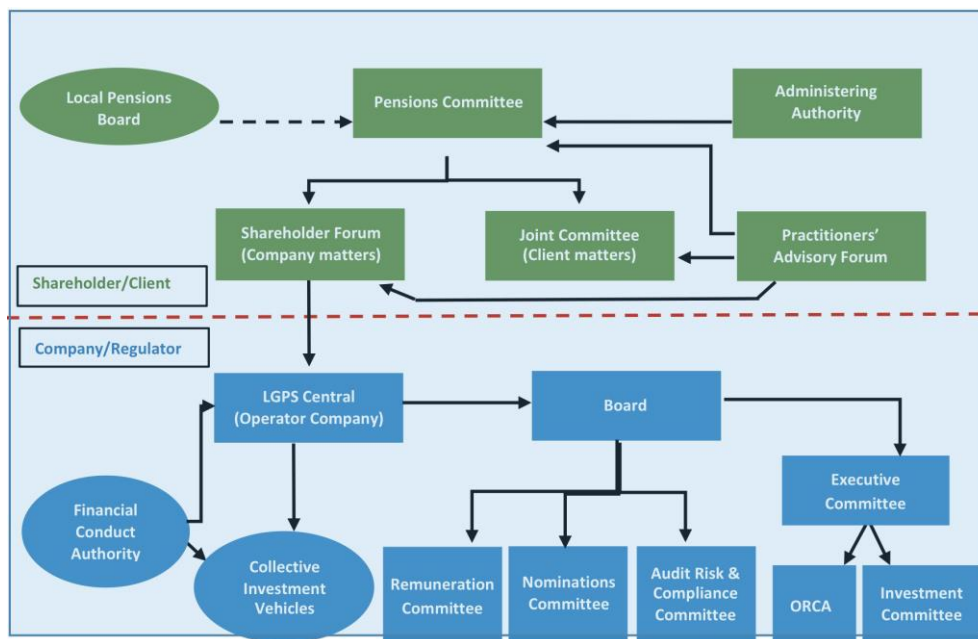 Local Pensions
Board
Pensions Committee
Administering
Authority
Shareholder Forum
(Company matters)
Joint Committee
(Client matters)
Practitioners’
Advisory Forum
Shareholder/Client
Company/Regulator
LGPS Central
(Operator Company)
Board
Executive
Committee
Financial
Conduct
Authority
Collective
Investment
Vehicles
Remuneration
Committee
Nominations
Committee
Audit Risk &
Compliance
Committee
ORCA
Investment
Committee